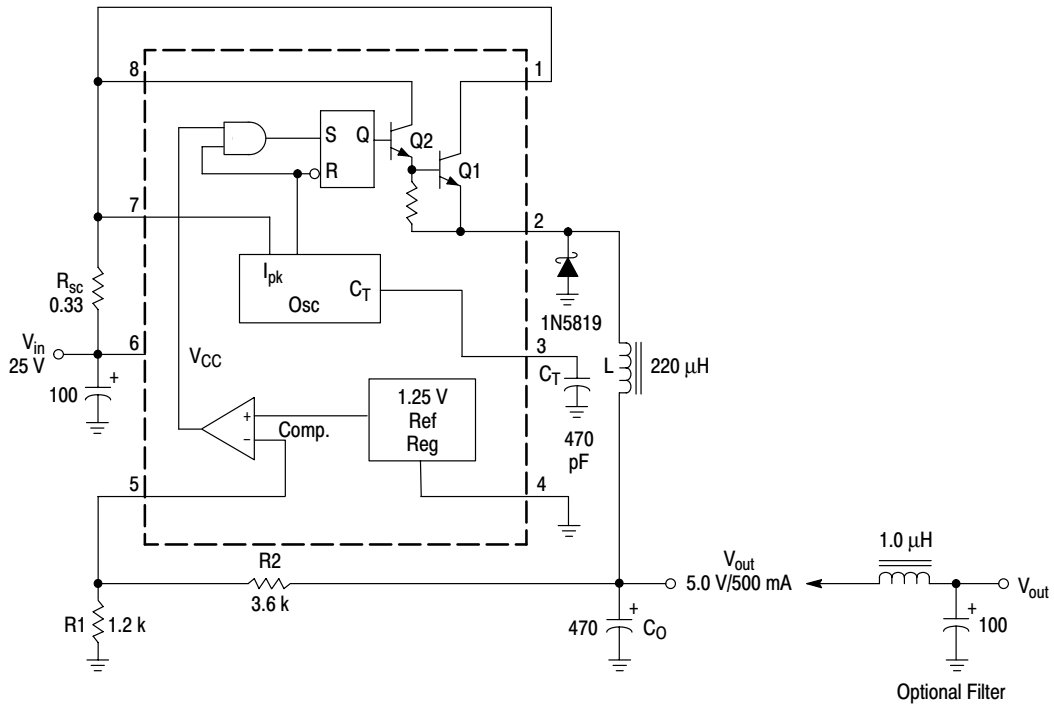 8
1
S Q
R
Q2
Q1
7
2
Ipk
CT
Osc
Rsc
0.33
1N5819
Vin
25 V
6
3
VCC
CT
L
220 µH
100
+
1.25 V
Ref
Reg
+
−
Comp.
470
pF
5
4
R2
3.6 k
R1
1.2 k
Vout
5.0 V/500 mA
1.0 µH
Vout
470
+
CO
+
100
Optional Filter